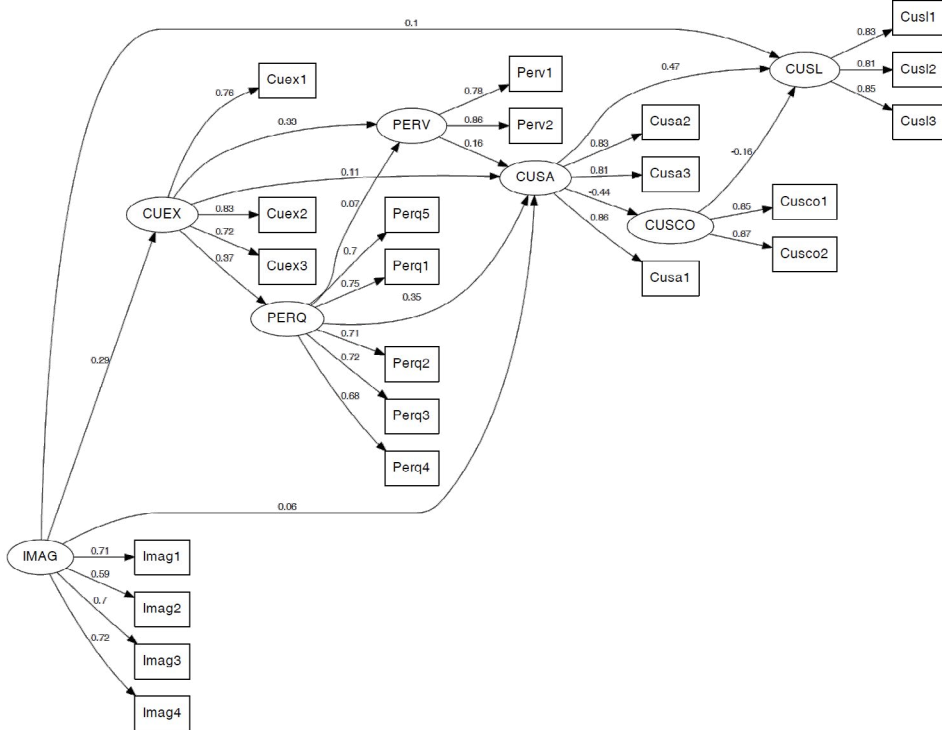 0.1
Cusl1
0.83
CUSL
0.81
Cusl2
0.85
Cusl3
0.47
Cuex1
0.76
Perv1
0.78
PERV
0.86
Perv2
0.33
0.16
Cusa2
0.83
-0.16
0.11
CUSA
0.81
Cusa3
-0.44
0.86
Cusa1
CUEX
0.83
Cuex2
0.72
Cuex3
0.37
0.07
Perq5
0.7
Perq1
0.75
CUSCO
0.85
Cusco1
0.87
Cusco2
0.35
PERQ
0.71
Perq2
0.72
Perq3
0.68
Perq4
0.29
0.06
IMAG
0.71
Imag1
0.59
Imag2
0.7
Imag3
0.72
Imag4